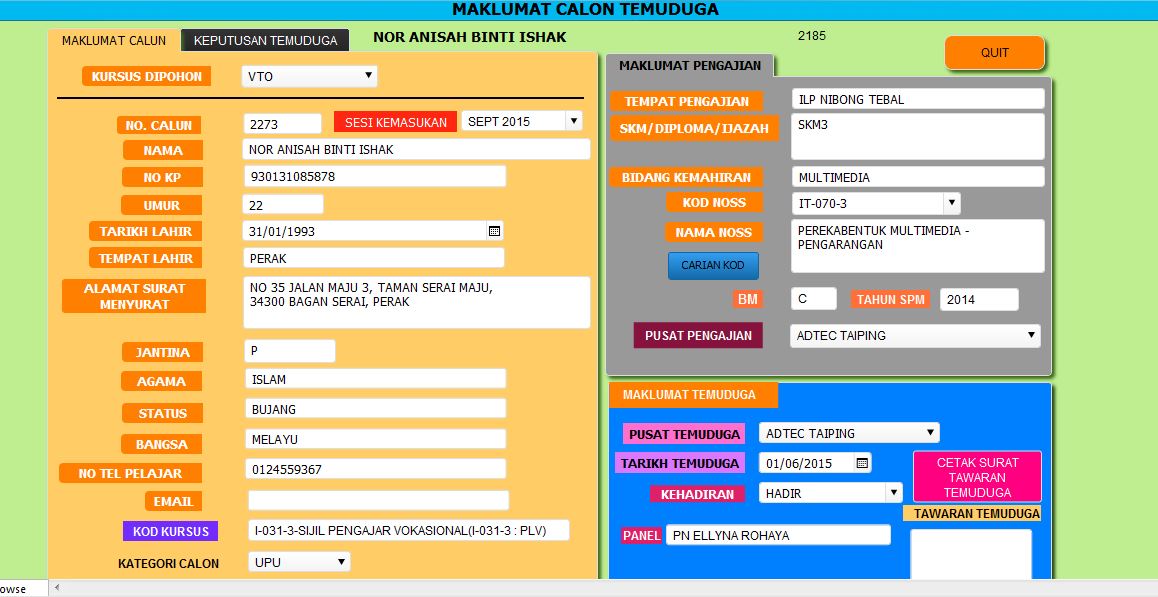 MAKLUMAT CALON TEMUDUGA
MAKLUMAT CALUN
KEPUTUSAN TEMUDUGA
NOR ANISAH BINTI ISHAK
2185
QUIT
KURSUS DIPOHON VTO
NO. CALUN 2273 SESI KEMASUKAN SEPT 2015
NAMA NOR ANISAH BINTI ISHAK
NO KP 930131085878
UMUR 22
TARIKH LAHIR 31/01/1993
TEMPAT LAHIR PERAK
ALAMAT SURAT
MENYURAT
NO 35 JALAN MAJU 3, TAMAN SERAI MAJU,
34300 BAGAN SERAI, PERAK
JANTINA P
AGAMA ISLAM
STATUS BUJANG
BANGSA MELAYU
NO TEL PELAJAR 0124559367
EMAIL
KOD KURSUS I-031-3-SIJIL PENGAJAR VOKASIONAL(I-031-3 : PLV)
KATEGORI CALON UPU
MAKLUMAT PENGAJIAN
TEMPAT PENGAJIAN ILP NIBONG TEBAL
SKM/DIPLOMA/IJAZAH SKM3
BIDANG KEMAHIRAN MULTIMEDIA
KOD NOSS IT-070-3
NAMA NOSS PEREKABENTUK MULTIMEDIA -
PENGARANGAN
CARIAN KOD
BM C TAHUN SPM 2014
PUSAT PENGAJIAN ADTEC TAIPING
MAKLUMAT TEMUDUGA
PUSAT TEMUDUGA ADTEC TAIPING
TARIKH TEMUDUGA 01/06/2015
KEHADIRAN HADIR
CETAK SURAT
TAWARAN
TEMUDUGA
TAWARAN TEMUDUGA
PANEL PN ELLYNA ROHAYA
owse